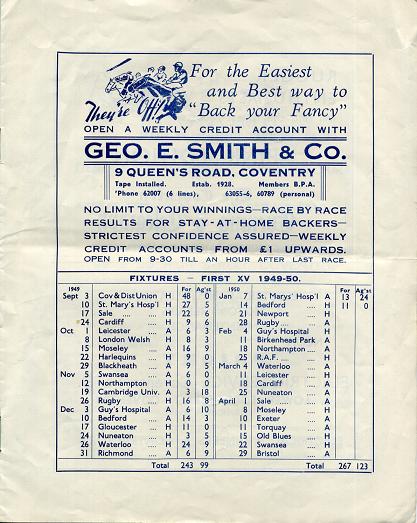 They're Off!
For the Easiest
and Best way to
"Back your Fancy"
OPEN A WEEKLY CREDIT ACCOUNT WITH
GEO. E. SMITH & Co.
9 QUEEN'S ROAD, COVENTRY
Tape Installed. Estab. 1928. Members B.P.A.
'Phone 62007 (6 lines), 63055-6, 60789 (personal)
NO LIMIT TO YOUR WINNINGS—RACE BY RACE
RESULTS FOR STAY-AT-HOME BACKERS—
STRICTEST CONFIDENCE ASSURED—WEEKLY
CREDIT ACCOUNTS FROM £1 UPWARDS.
OPEN FROM 9-30 TILL AN HOUR AFTER LAST RACE.
FIXTURES — FIRST XV 1949-50.
1949 For Ag'st
Sept 3 Cov & Dist Union H 48 0
10 St. Mary's Hosp'l H 27 5
17 Sale .... H 22 6
24 Cardiff .... H 9 6
Oct 1 Leicester .... A 6 3
8 London Welsh H 8 3
15 Moseley .... A 16 9
22 Harlequins .... H 9 0
29 Blackheath .... A 9 5
Nov 5 Swansea .... A 6 0
12 Northampton H 0 0
19 Cambridge Univ. A 3 18
26 Rugby .... H 16 8
Dec 3 Guy's Hospital A 6 10
10 Bedford .... A 14 3
17 Gloucester .... H 11 0
24 Nuneaton .... H 3 5
26 Waterloo .... H 24 9
31 Richmond .... A 6 9
Total 243 99
1950 For Ag'st
Jan 7 St. Marys' Hosp'l A 13 24
14 Bedford .... H 11 0
21 Newport .... H
28 Rugby .... A
Feb 4 Guy's Hospital H
11 Birkenhead Park A
18 Northampton .... A
25 R.A.F. .... H
March 4 Waterloo .... A
11 Leicester .... H
18 Cardiff .... A
25 Nuneaton .... A
April 1 Sale .... A
8 Moseley .... H
10 Exeter .... A
11 Torquay .... A
15 Old Blues .... H
22 Swansea .... H
29 Bristol .... A
Total 267 123